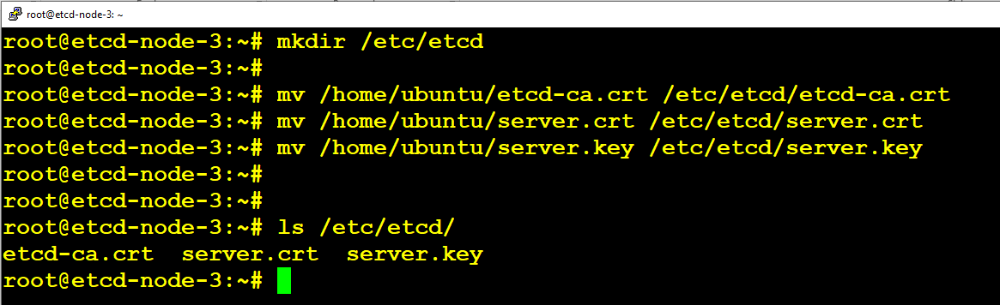 root@etcd-node-3: ~
root@etcd-node-3:~# mkdir /etc/etcd
root@etcd-node-3:~#
root@etcd-node-3:~# mv /home/ubuntu/etcd-ca.crt /etc/etcd/etcd-ca.crt
root@etcd-node-3:~# mv /home/ubuntu/server.crt /etc/etcd/server.crt
root@etcd-node-3:~# mv /home/ubuntu/server.key /etc/etcd/server.key
root@etcd-node-3:~#
root@etcd-node-3:~#
root@etcd-node-3:~# ls /etc/etcd/
etcd-ca.crt  server.crt  server.key
root@etcd-node-3:~#